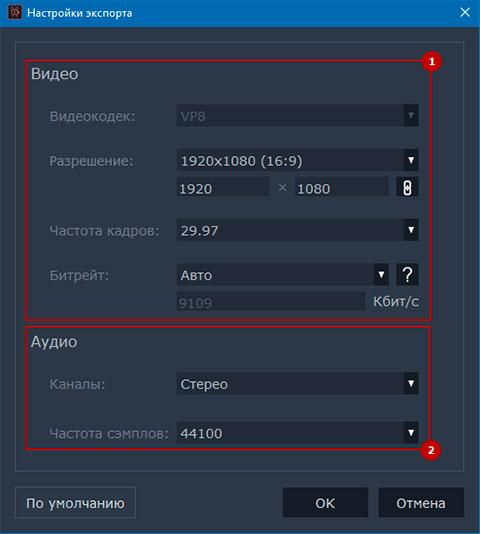 Настройки экспорта
1
Видео
Видеокодек: VP8
Разрешение: 1920x1080 (16:9)
1920 × 1080
Частота кадров: 29.97
Битрейт: Авто ?
9109 Кбит/с
Аудио
Каналы: Стерео
Частота сэмплов: 44100
2
По умолчанию OK Отмена